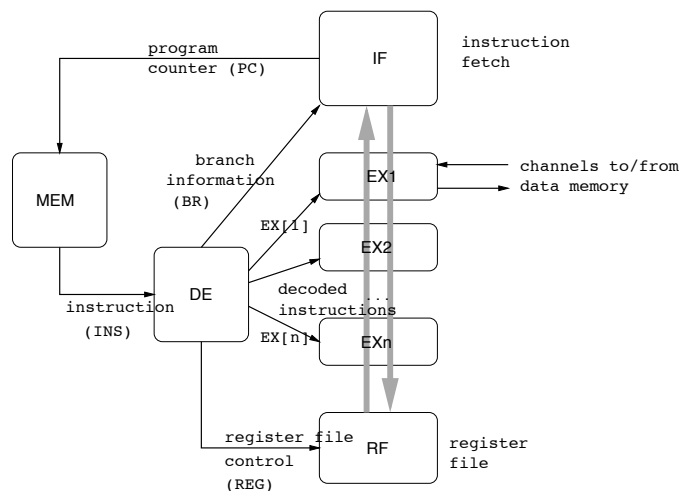 program
counter (PC)
IF
instruction
fetch
MEM
branch
information
(BR)
EX1
channels to/from
data memory
EX[1]
EX2
DE
decoded
instructions
...
instruction
(INS)
EX[n]
EXn
register file
control
(REG)
RF
register
file